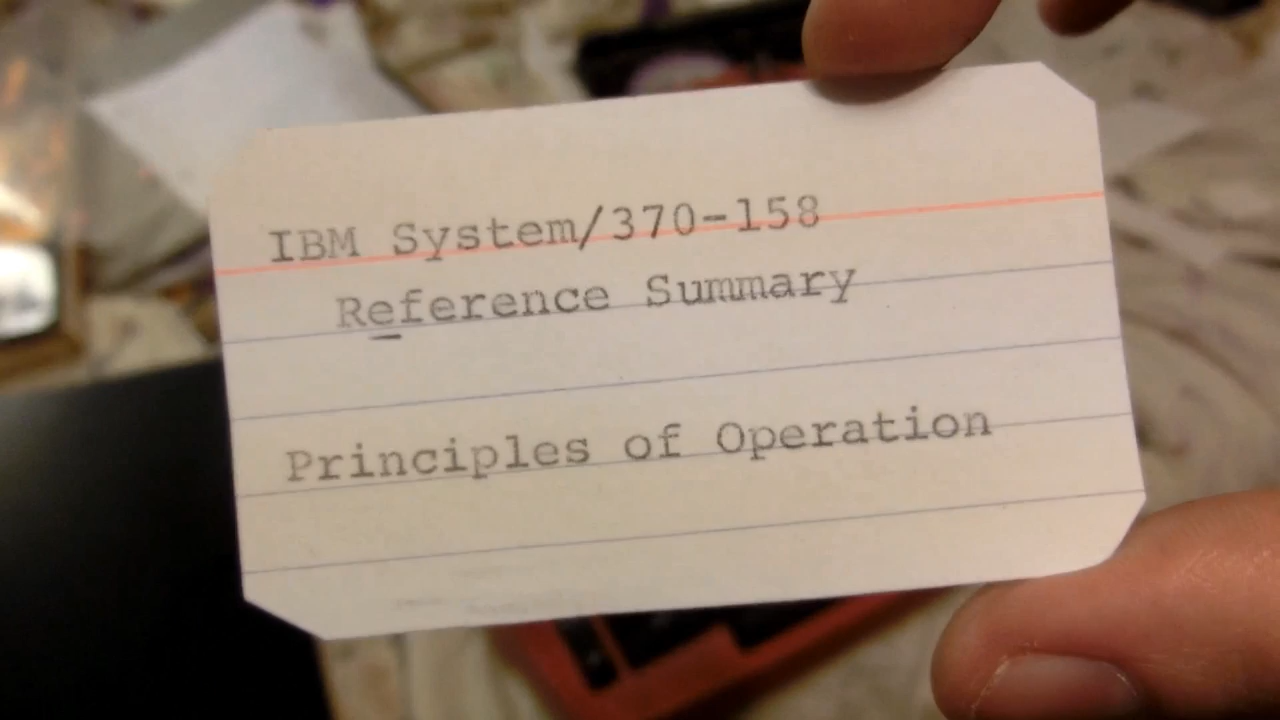 IBM System/370-158
Reference Summary
Principles of Operation